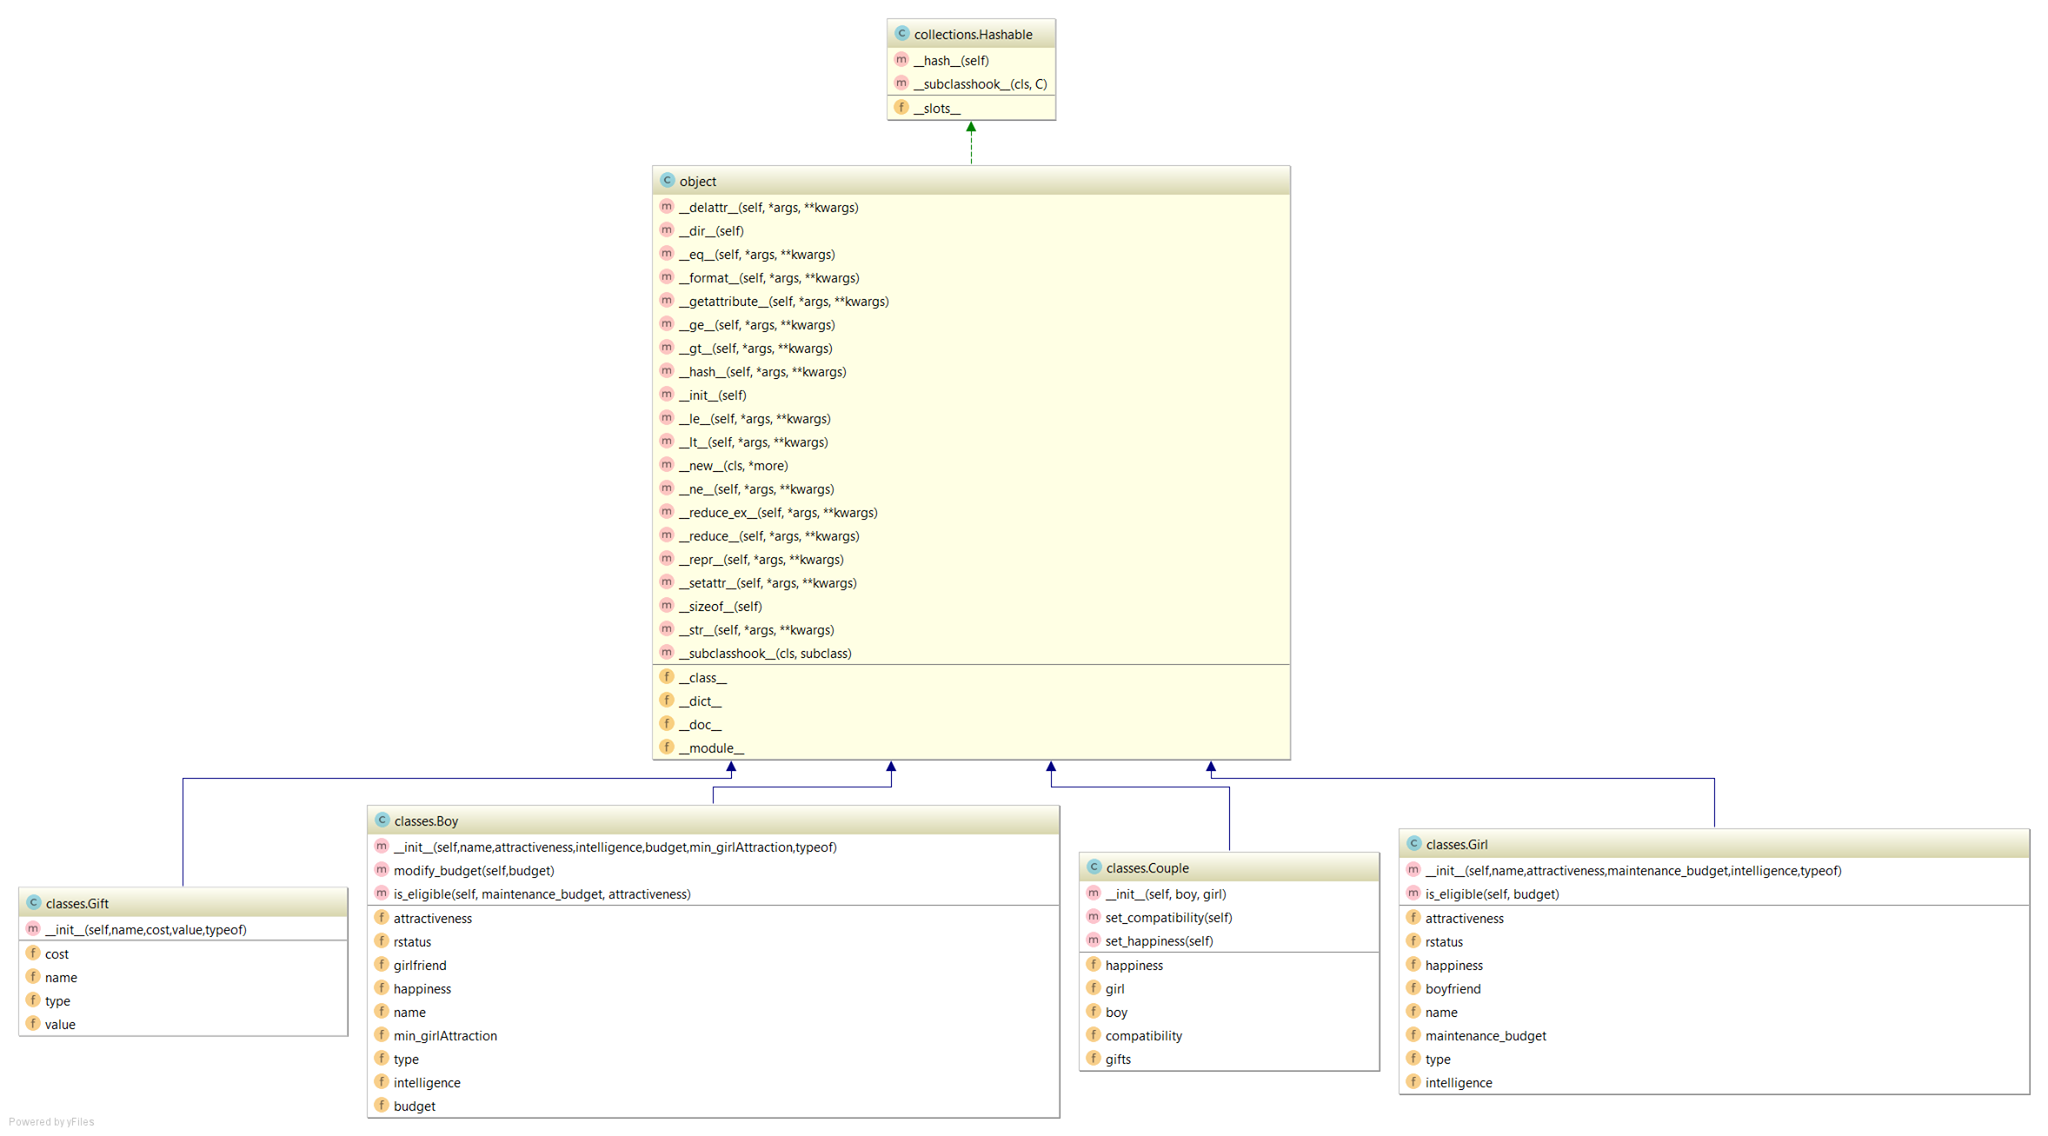 C collections.Hashable
m __hash__(self)
m __subclasshook__(cls, C)
f __slots__
C object
m __delattr__(self, *args, **kwargs)
m __dir__(self)
m __eq__(self, *args, **kwargs)
m __format__(self, *args, **kwargs)
m __getattribute__(self, *args, **kwargs)
m __ge__(self, *args, **kwargs)
m __gt__(self, *args, **kwargs)
m __hash__(self, *args, **kwargs)
m __init__(self)
m __le__(self, *args, **kwargs)
m __lt__(self, *args, **kwargs)
m __new__(cls, *more)
m __ne__(self, *args, **kwargs)
m __reduce_ex__(self, *args, **kwargs)
m __reduce__(self, *args, **kwargs)
m __repr__(self, *args, **kwargs)
m __setattr__(self, *args, **kwargs)
m __sizeof__(self)
m __str__(self, *args, **kwargs)
m __subclasshook__(cls, subclass)
f __class__
f __dict__
f __doc__
f __module__
C classes.Gift
m __init__(self,name,cost,value,typeof)
f cost
f name
f type
f value
C classes.Boy
m __init__(self,name,attractiveness,intelligence,budget,min_girlAttraction,typeof)
m modify_budget(self,budget)
m is_eligible(self, maintenance_budget, attractiveness)
f attractiveness
f rstatus
f girlfriend
f happiness
f name
f min_girlAttraction
f type
f intelligence
f budget
C classes.Couple
m __init__(self, boy, girl)
m set_compatibility(self)
m set_happiness(self)
f happiness
f girl
f boy
f compatibility
f gifts
C classes.Girl
m __init__(self,name,attractiveness,maintenance_budget,intelligence,typeof)
m is_eligible(self, budget)
f attractiveness
f rstatus
f happiness
f boyfriend
f name
f maintenance_budget
f type
f intelligence
Powered by yFiles